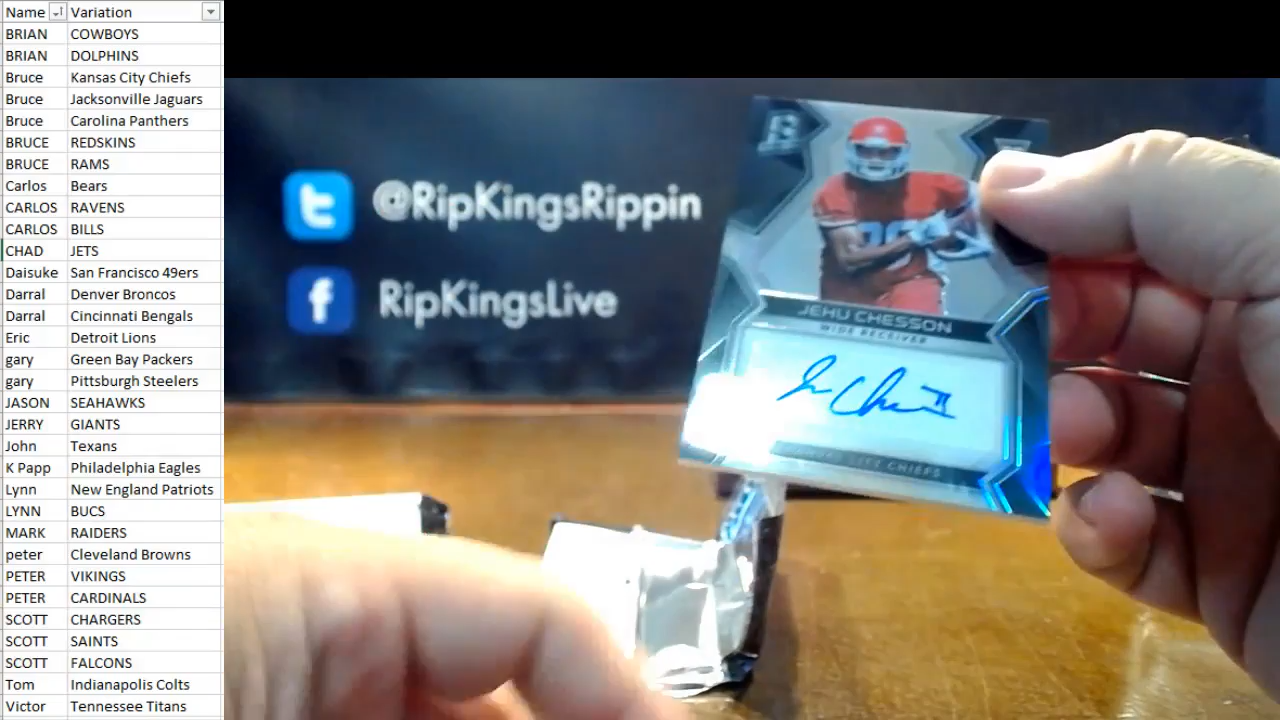 Name Variation
BRIAN COWBOYS
BRIAN DOLPHINS
Bruce Kansas City Chiefs
Bruce Jacksonville Jaguars
Bruce Carolina Panthers
BRUCE REDSKINS
BRUCE RAMS
Carlos Bears
CARLOS RAVENS
CARLOS BILLS
CHAD JETS
Daisuke San Francisco 49ers
Darral Denver Broncos
Darral Cincinnati Bengals
Eric Detroit Lions
gary Green Bay Packers
gary Pittsburgh Steelers
JASON SEAHAWKS
JERRY GIANTS
John Texans
K Papp Philadelphia Eagles
Lynn New England Patriots
LYNN BUCS
MARK RAIDERS
peter Cleveland Browns
PETER VIKINGS
PETER CARDINALS
SCOTT CHARGERS
SCOTT SAINTS
SCOTT FALCONS
Tom Indianapolis Colts
Victor Tennessee Titans
@RipKingsRippin
RipKingsLive
JEHU CHESSON
WIDE RECEIVER
CHIEFS